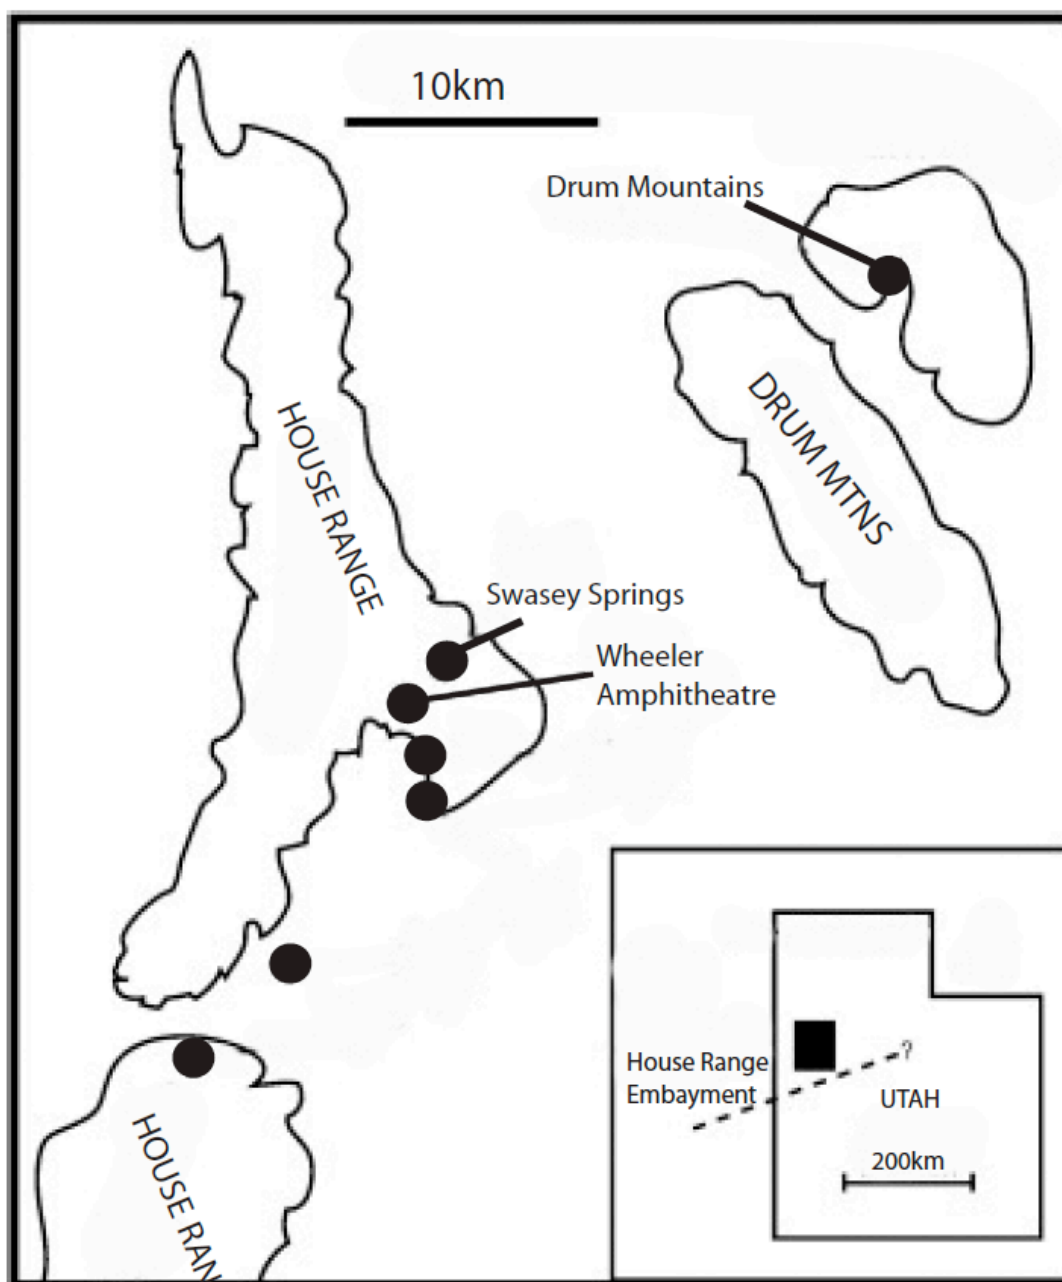 10km
Drum Mountains
DRUM MTNS
HOUSE RANGE
Swasey Springs
Wheeler
Amphitheatre
House Range
Embayment
?
UTAH
200km
HOUSE RAN